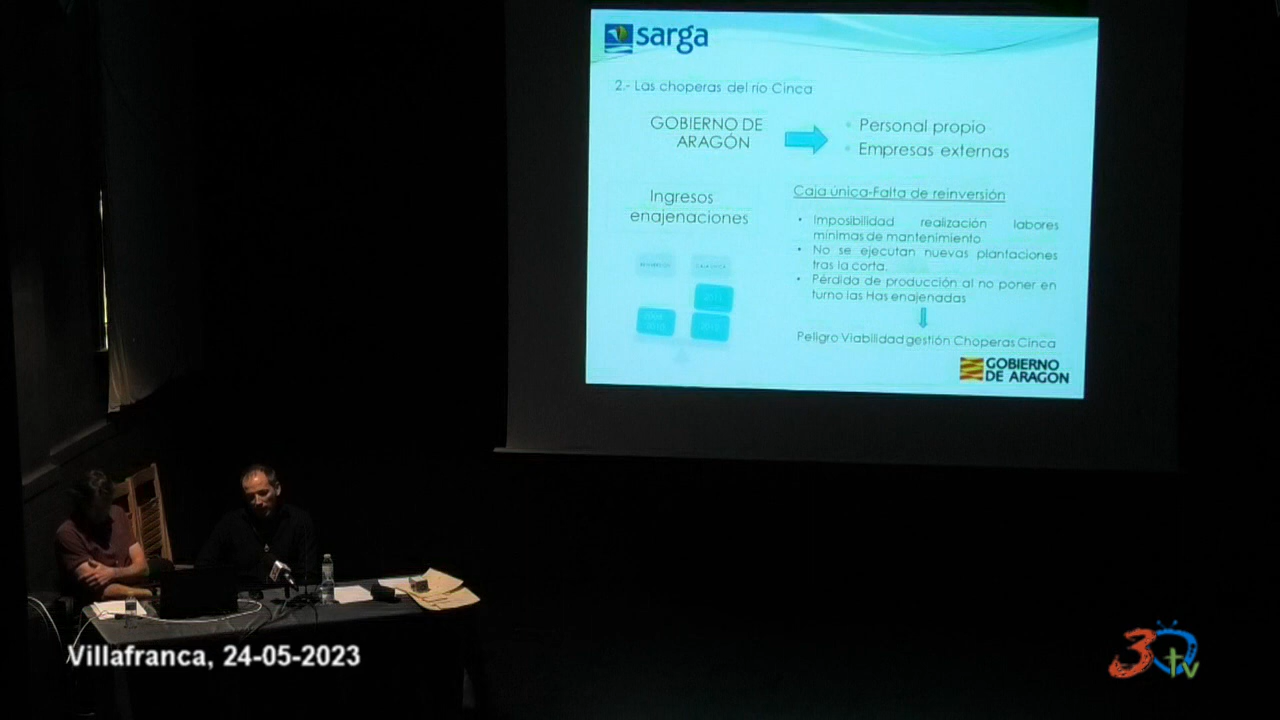 sarga
2.- Las choperas del río Cinca
GOBIERNO DE
ARAGÓN
• Personal propio
• Empresas externas
Ingresos
enajenaciones
Caja única-Falta de reinversión
• Imposibilidad realización labores
mínimas de mantenimiento
• No se ejecutan nuevas plantaciones
tras la corta.
• Pérdida de producción al no poner en
turno las Has enajenadas
Peligro Viabilidad gestión Choperas Cinca
GOBIERNO
DE ARAGON
Villafranca, 24-05-2023
30tv